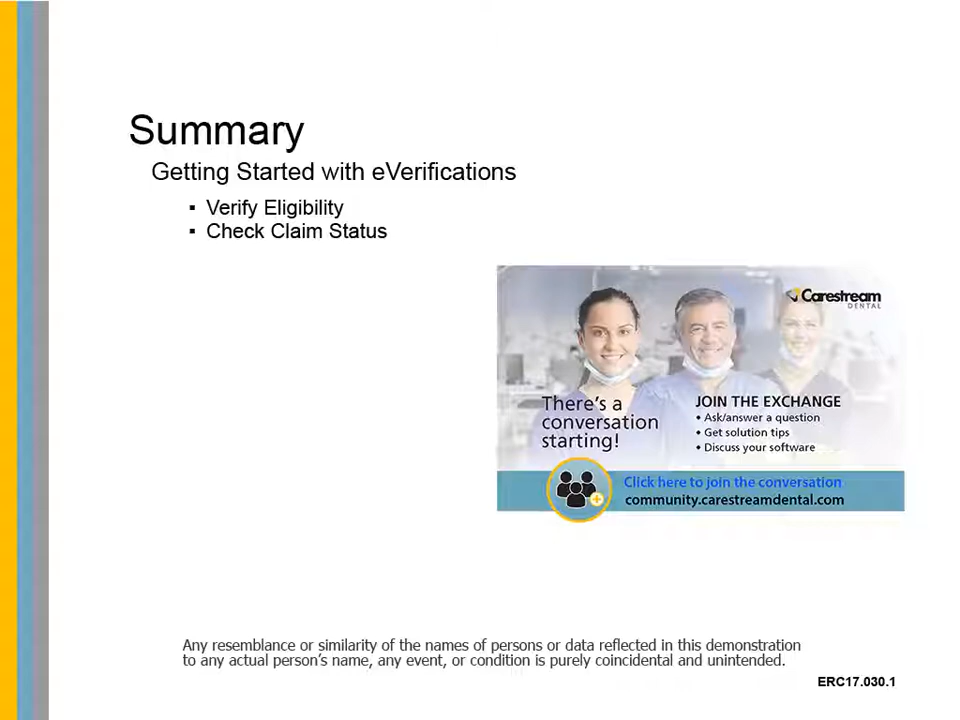 Summary
Getting Started with eVerifications
▪ Verify Eligibility
▪ Check Claim Status
Carestream
DENTAL
There's a
conversation
starting!
JOIN THE EXCHANGE
• Ask/answer a question
• Get solution tips
• Discuss your software
Click here to join the conversation
community.carestreamdental.com
Any resemblance or similarity of the names of persons or data reflected in this demonstration
to any actual person's name, any event, or condition is purely coincidental and unintended.
ERC17.030.1